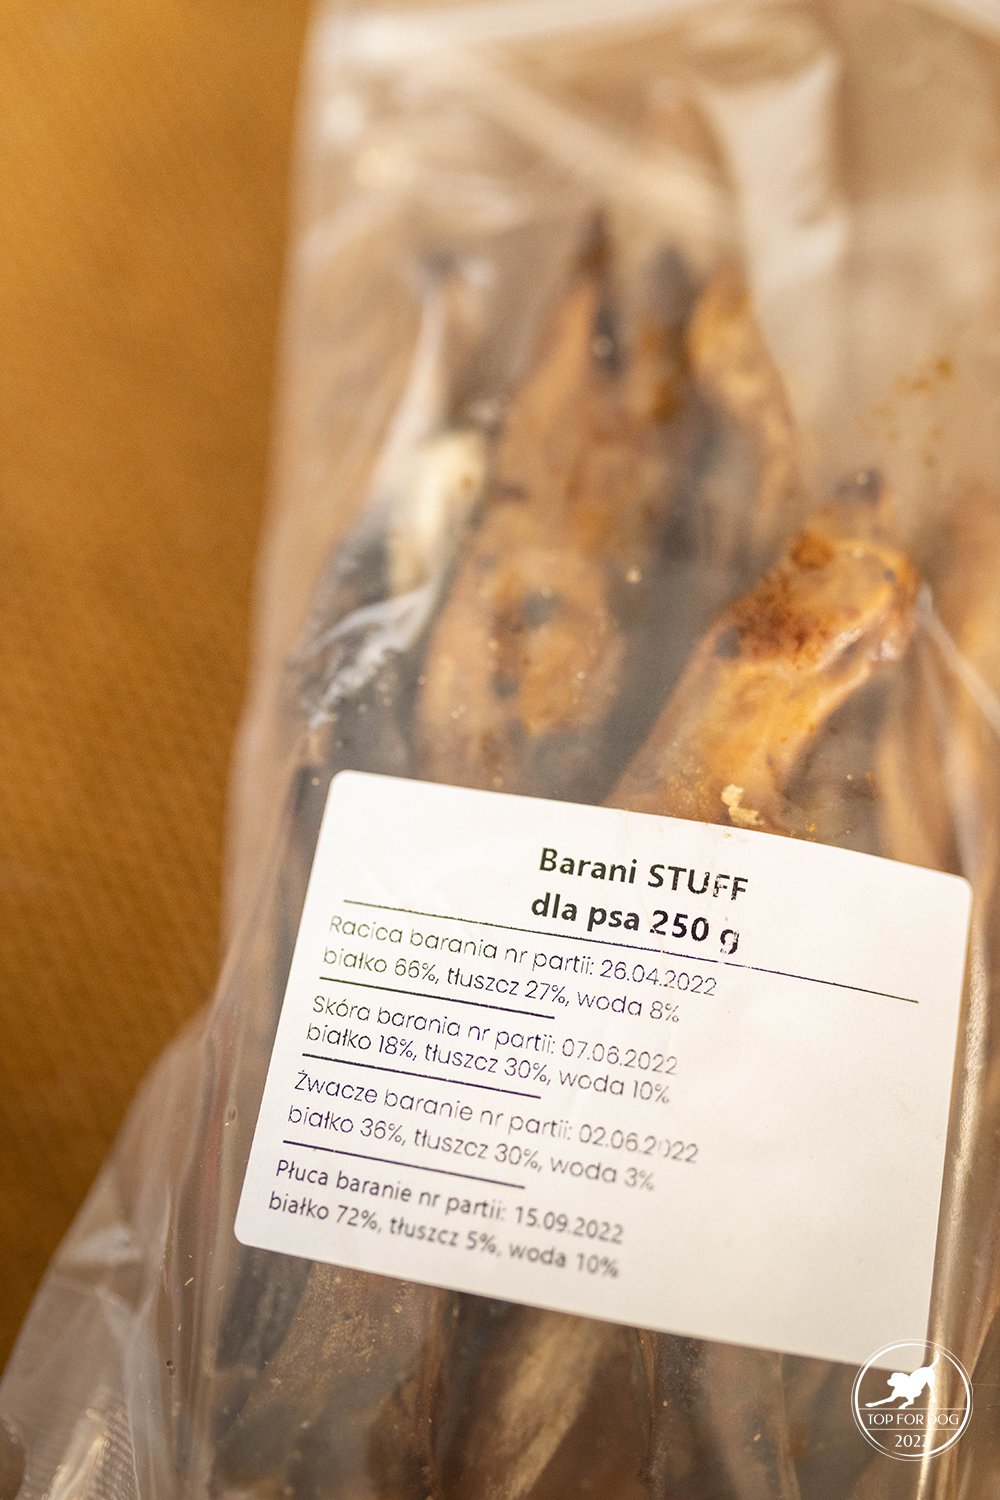 Barani STUFF
dla psa 250 g
Racica barania nr partii: 26.04.2022
białko 66%, tłuszcz 27%, woda 8%
Skóra barania nr partii: 07.06.2022
białko 18%, tłuszcz 30%, woda 10%
Żwacze baranie nr partii: 02.06.2022
białko 36%, tłuszcz 30%, woda 3%
Płuca baranie nr partii: 15.09.2022
białko 72%, tłuszcz 5%, woda 10%
TOP FOR DOG
2022